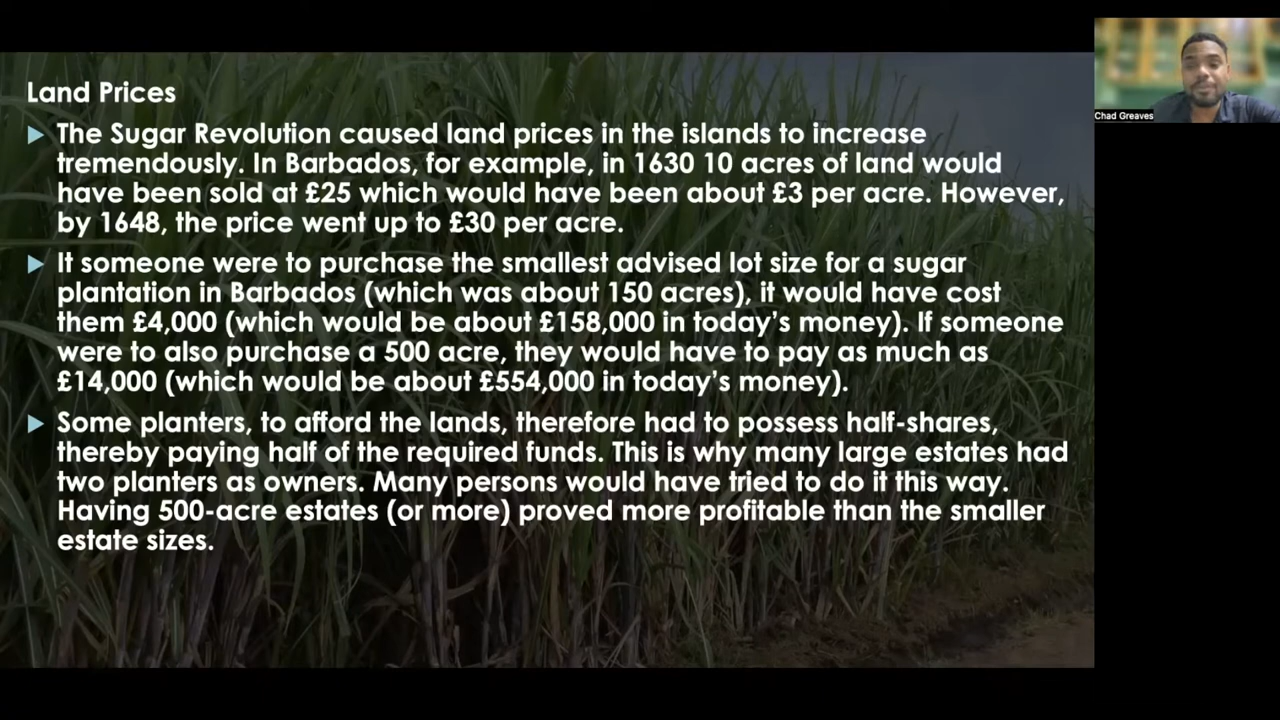 Land Prices
The Sugar Revolution caused land prices in the islands to increase
tremendously. In Barbados, for example, in 1630 10 acres of land would
have been sold at £25 which would have been about £3 per acre. However,
by 1648, the price went up to £30 per acre.
It someone were to purchase the smallest advised lot size for a sugar
plantation in Barbados (which was about 150 acres), it would have cost
them £4,000 (which would be about £158,000 in today’s money). If someone
were to also purchase a 500 acre, they would have to pay as much as
£14,000 (which would be about £554,000 in today’s money).
Some planters, to afford the lands, therefore had to possess half-shares,
thereby paying half of the required funds. This is why many large estates had
two planters as owners. Many persons would have tried to do it this way.
Having 500-acre estates (or more) proved more profitable than the smaller
estate sizes.
Chad Greaves